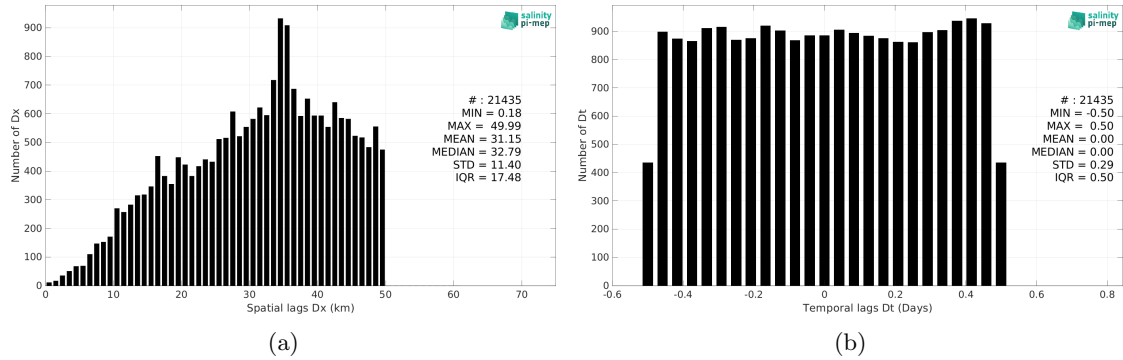 900
800
700
600
500
400
300
200
100
0
Number of Dx
0 10 20 30 40 50 60 70
Spatial lags Dx (km)
salinity
pi-mep
# : 21435
MIN = 0.18
MAX = 49.99
MEAN = 31.15
MEDIAN = 32.79
STD = 11.40
IQR = 17.48
(a)
900
800
700
600
500
400
300
200
100
0
Number of Dt
-0.6 -0.4 -0.2 0 0.2 0.4 0.6 0.8
Temporal lags Dt (Days)
salinity
pi-mep
# : 21435
MIN = -0.50
MAX = 0.50
MEAN = 0.00
MEDIAN = 0.00
STD = 0.29
IQR = 0.50
(b)